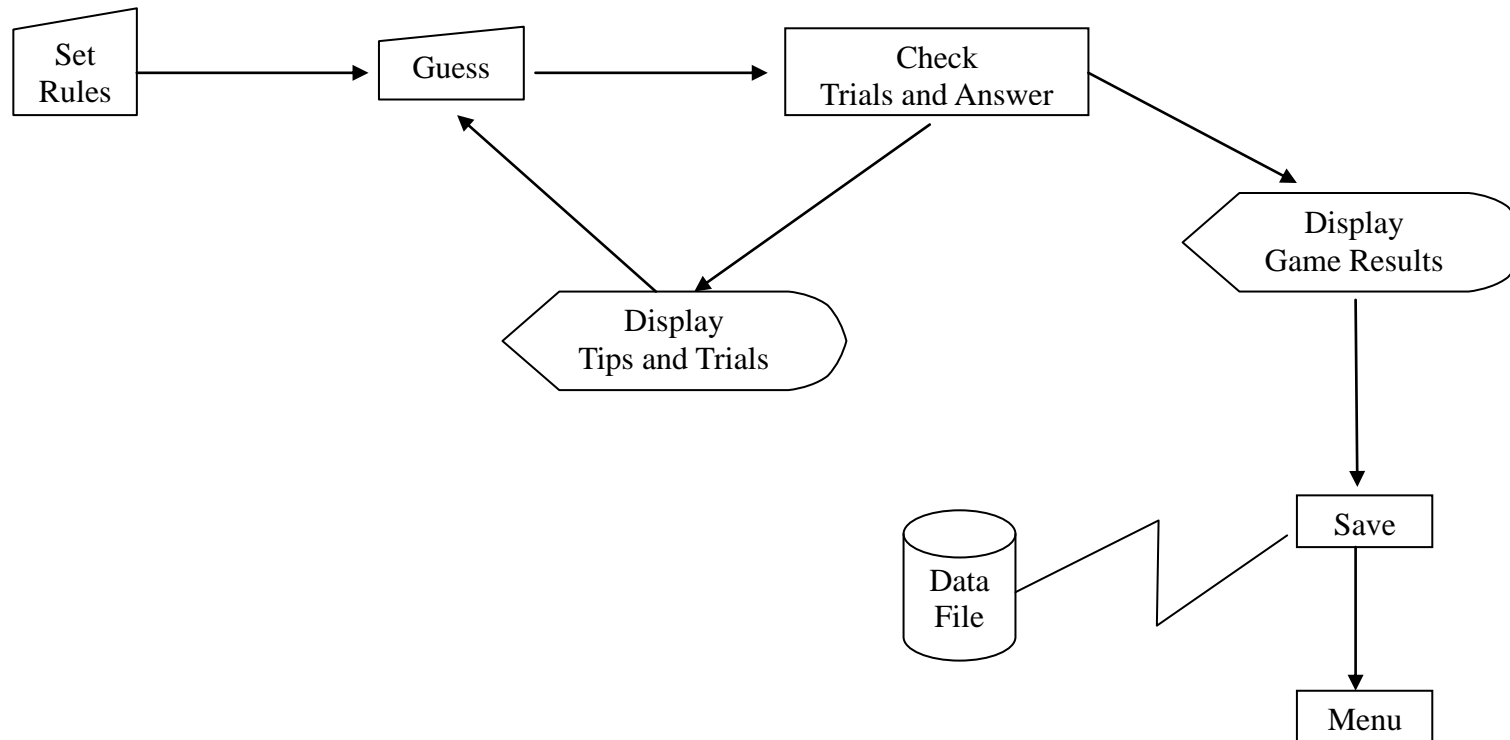 Set
Rules
Guess
Check
Trials and Answer
Display
Game Results
Display
Tips and Trials
Save
Data
File
Menu